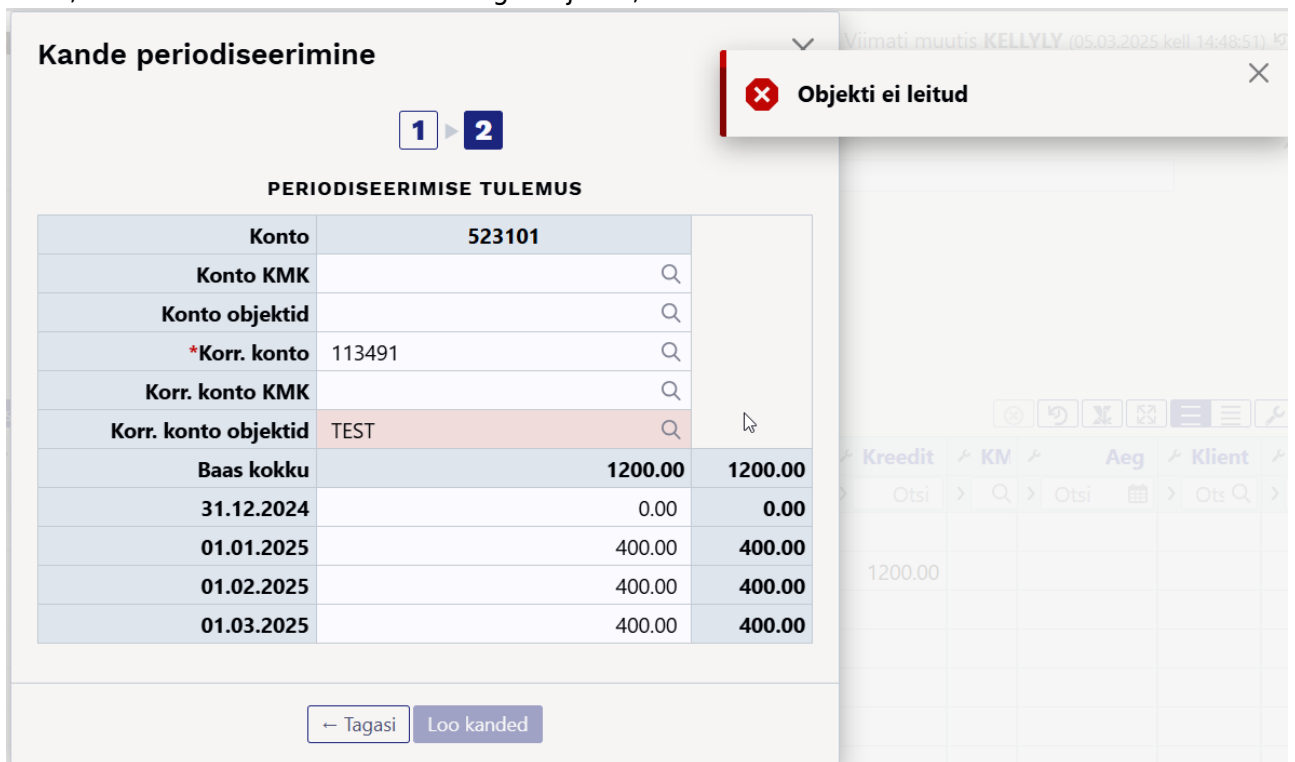 Kande periodiseerimine
Viimati muutis KELLYLY (05.03.2025 kell 14:48:51)
Objekti ei leitud
1 2
PERIODISEERIMISE TULEMUS
Konto 523101
Konto KMK
Konto objektid
*Korr. konto 113491
Korr. konto KMK
Korr. konto objektid TEST
Baas kokku 1200.00 1200.00
Kreedit KM Aeg Klient
31.12.2024 0.00 0.00
Otsi Otsi Ots
01.01.2025 400.00 400.00
01.02.2025 400.00 400.00
1200.00
01.03.2025 400.00 400.00
← Tagasi Loo kanded